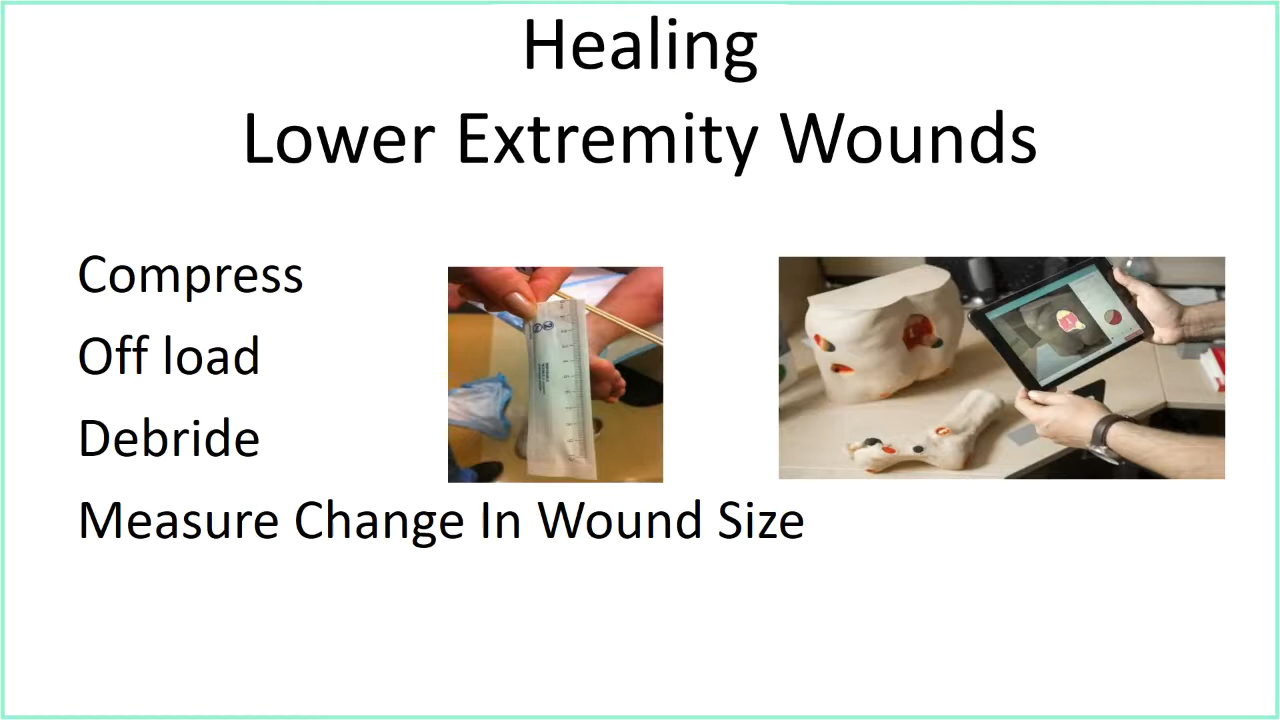 Healing
Lower Extremity Wounds
Compress
Off load
Debride
Measure Change In Wound Size